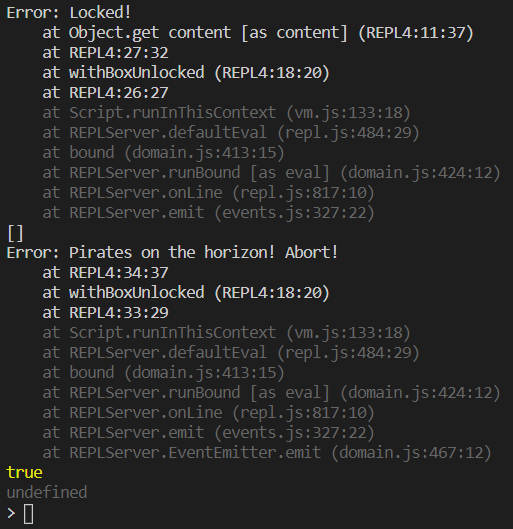 Error: Locked!
    at Object.get content [as content] (REPL4:11:37)
    at REPL4:27:32
    at withBoxUnlocked (REPL4:18:20)
    at REPL4:26:27
    at Script.runInThisContext (vm.js:133:18)
    at REPLServer.defaultEval (repl.js:484:29)
    at bound (domain.js:413:15)
    at REPLServer.runBound [as eval] (domain.js:424:12)
    at REPLServer.onLine (repl.js:817:10)
    at REPLServer.emit (events.js:327:22)
[]
Error: Pirates on the horizon! Abort!
    at REPL4:34:37
    at withBoxUnlocked (REPL4:18:20)
    at REPL4:33:29
    at Script.runInThisContext (vm.js:133:18)
    at REPLServer.defaultEval (repl.js:484:29)
    at bound (domain.js:413:15)
    at REPLServer.runBound [as eval] (domain.js:424:12)
    at REPLServer.onLine (repl.js:817:10)
    at REPLServer.emit (events.js:327:22)
    at REPLServer.EventEmitter.emit (domain.js:467:12)
true
undefined
>